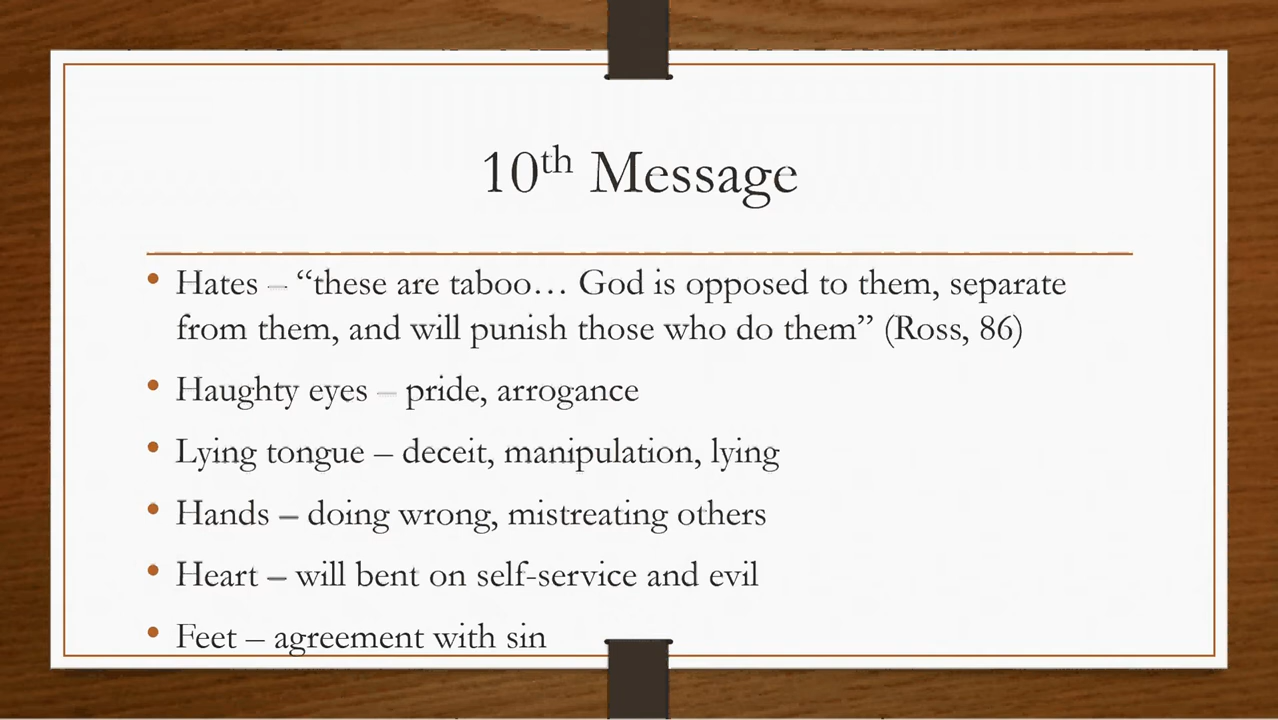 10th Message
• Hates – “these are taboo… God is opposed to them, separate
from them, and will punish those who do them” (Ross, 86)
• Haughty eyes – pride, arrogance
• Lying tongue – deceit, manipulation, lying
• Hands – doing wrong, mistreating others
• Heart – will bent on self-service and evil
• Feet – agreement with sin